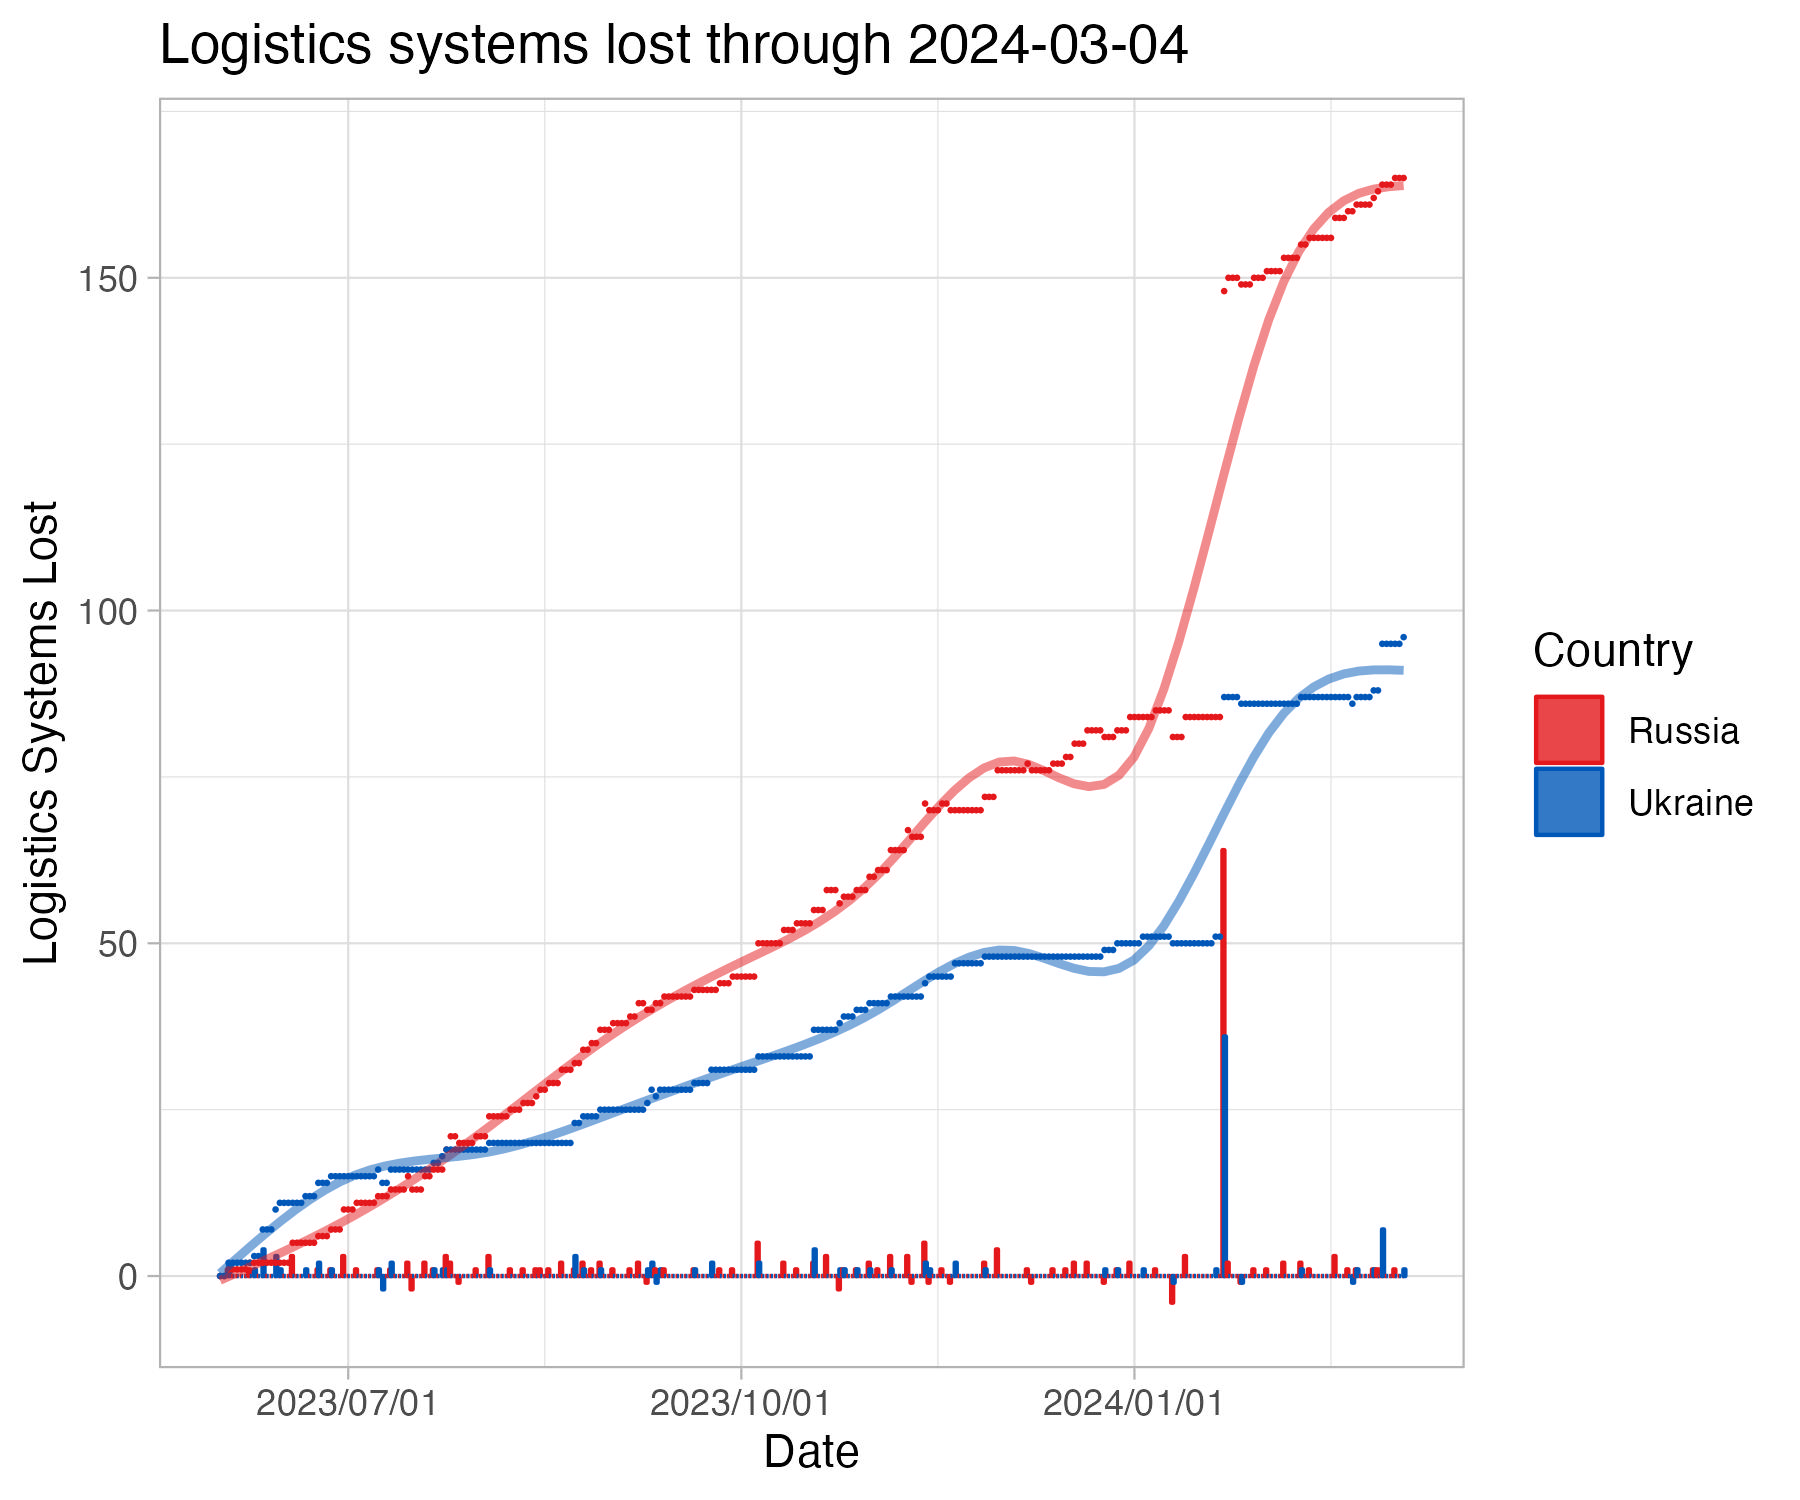 Logistics systems lost through 2024-03-04
Logistics Systems Lost
150
100
50
0
2023/07/01
2023/10/01
2024/01/01
Date
Country
Russia
Ukraine